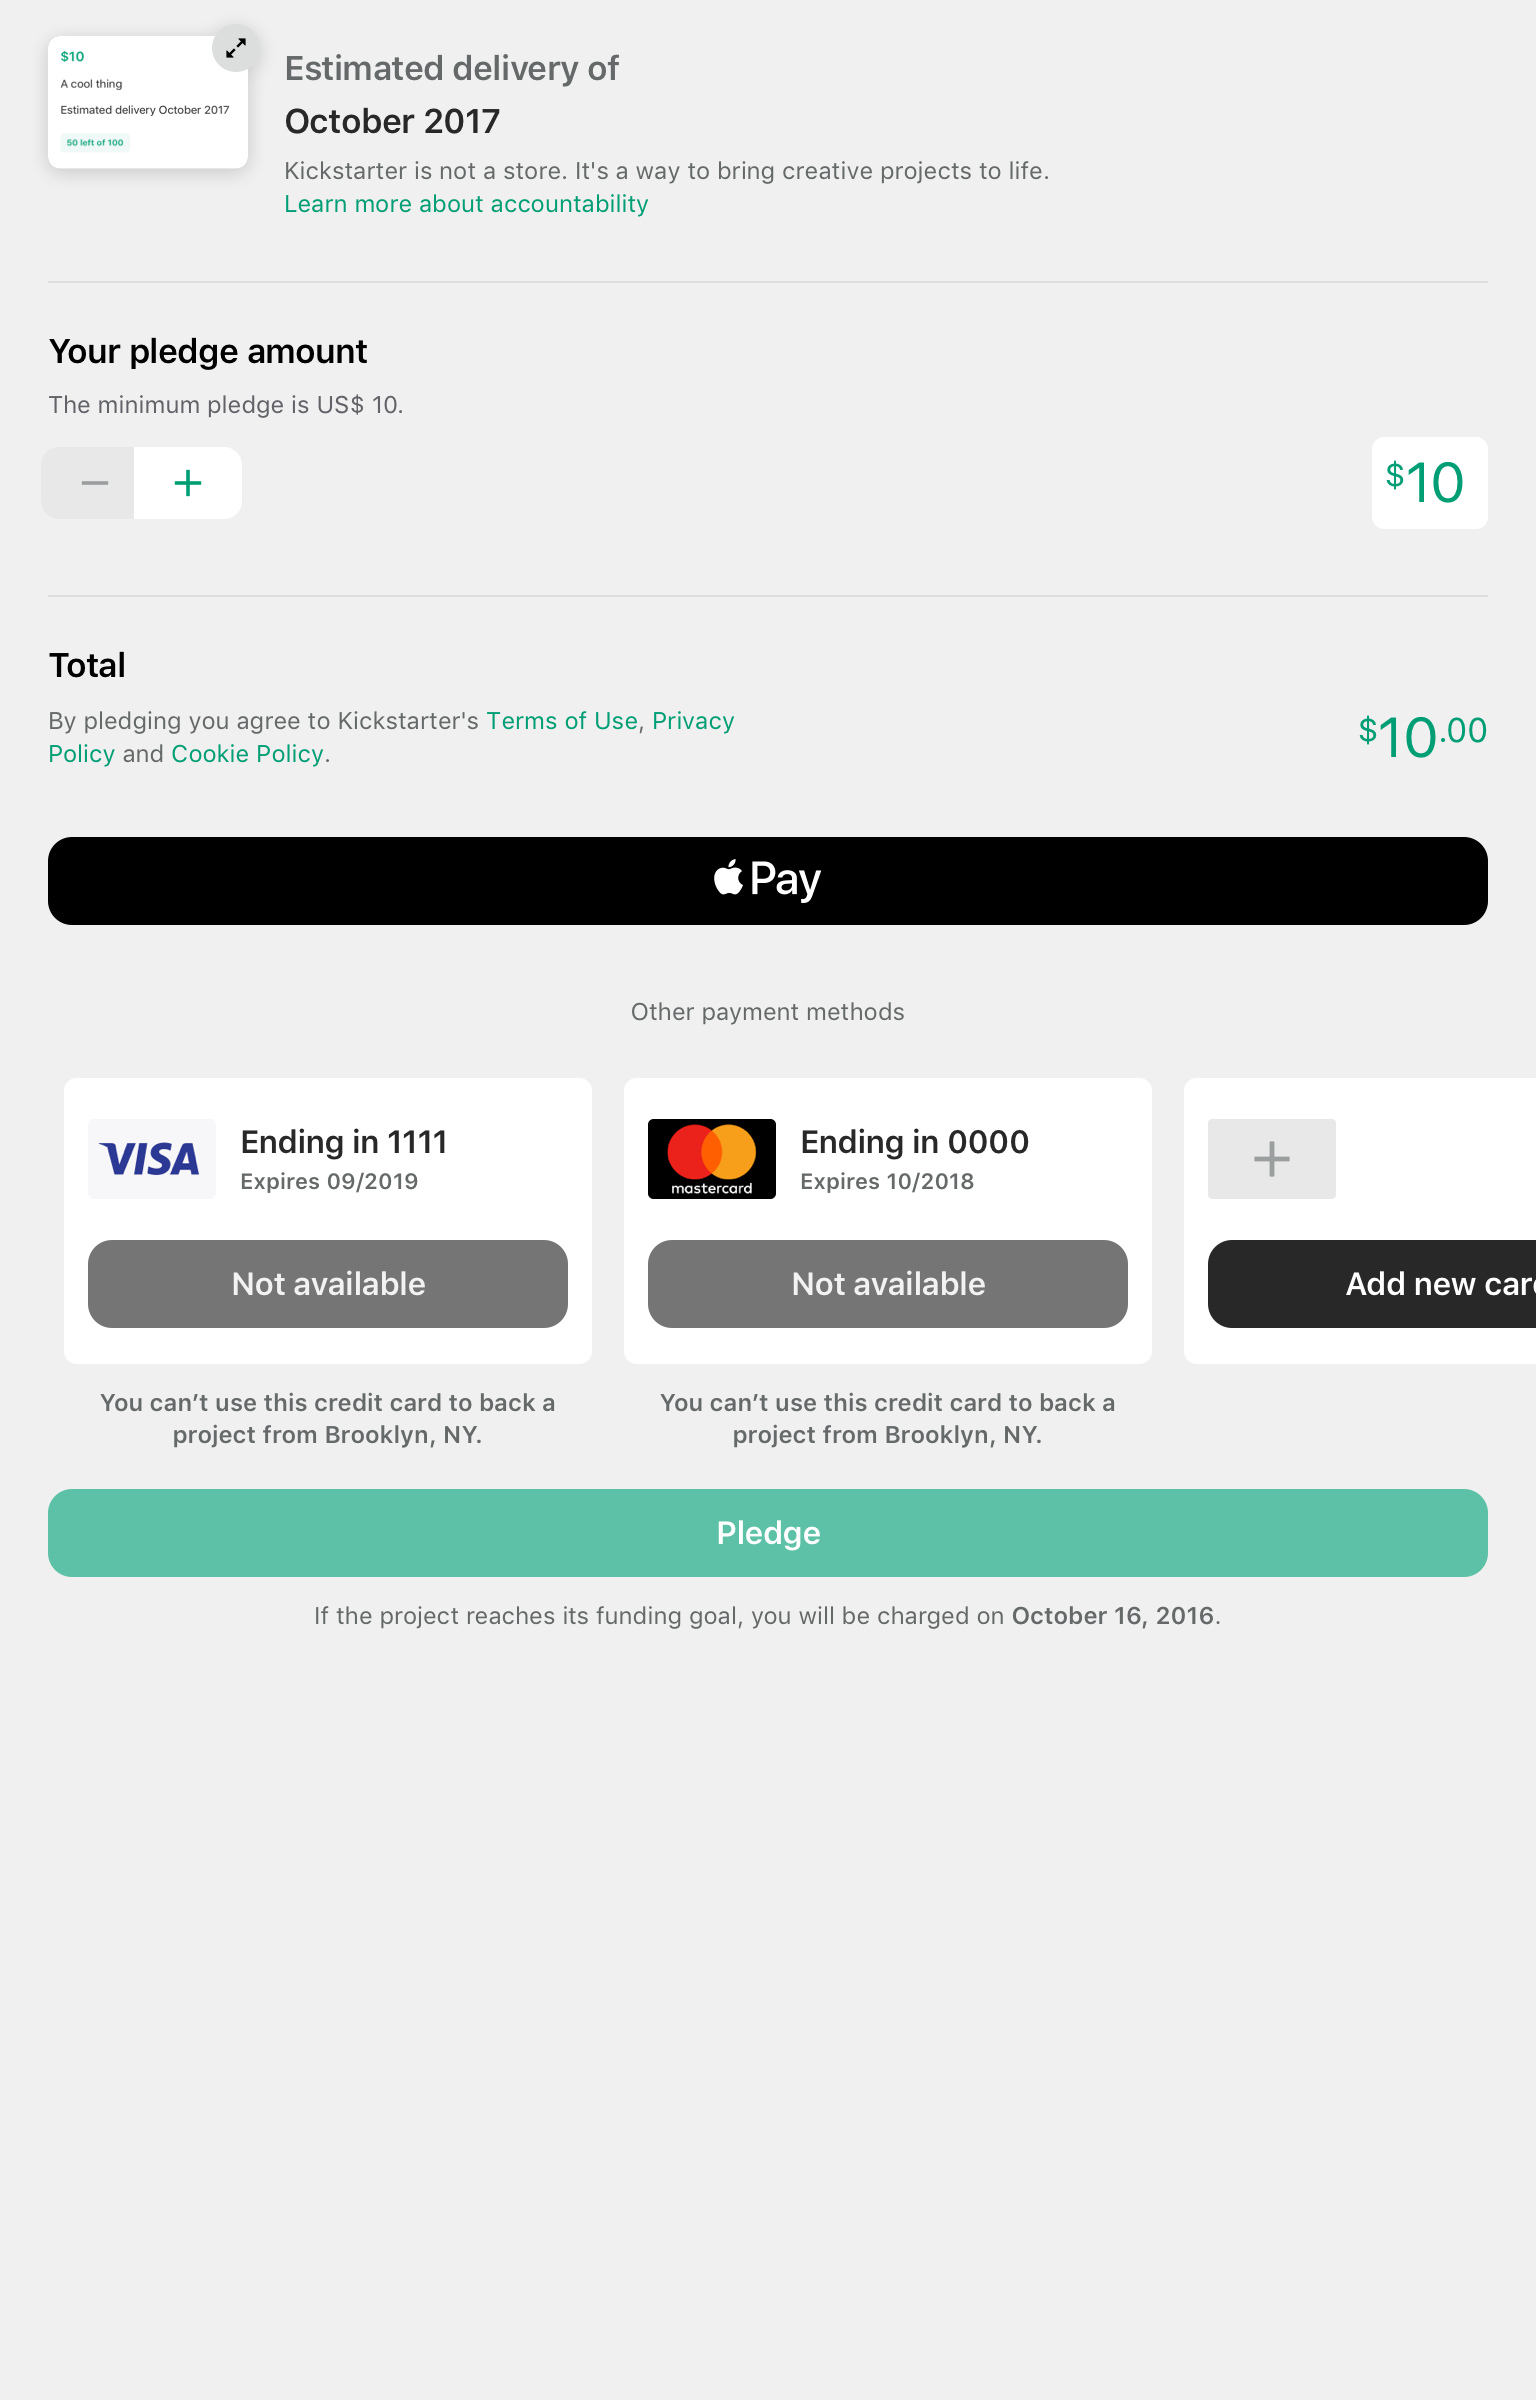 $10
A cool thing
Estimated delivery October 2017
50 left of 100
Estimated delivery of
October 2017
Kickstarter is not a store. It's a way to bring creative projects to life.
Learn more about accountability
Your pledge amount
The minimum pledge is US$ 10.
$10
Total
By pledging you agree to Kickstarter's Terms of Use, Privacy
Policy and Cookie Policy.
$10.00
Pay
Other payment methods
VISA
Ending in 1111
Expires 09/2019
Not available
You can’t use this credit card to back a
project from Brooklyn, NY.
mastercard
Ending in 0000
Expires 10/2018
Not available
You can’t use this credit card to back a
project from Brooklyn, NY.
Add new car
Pledge
If the project reaches its funding goal, you will be charged on October 16, 2016.